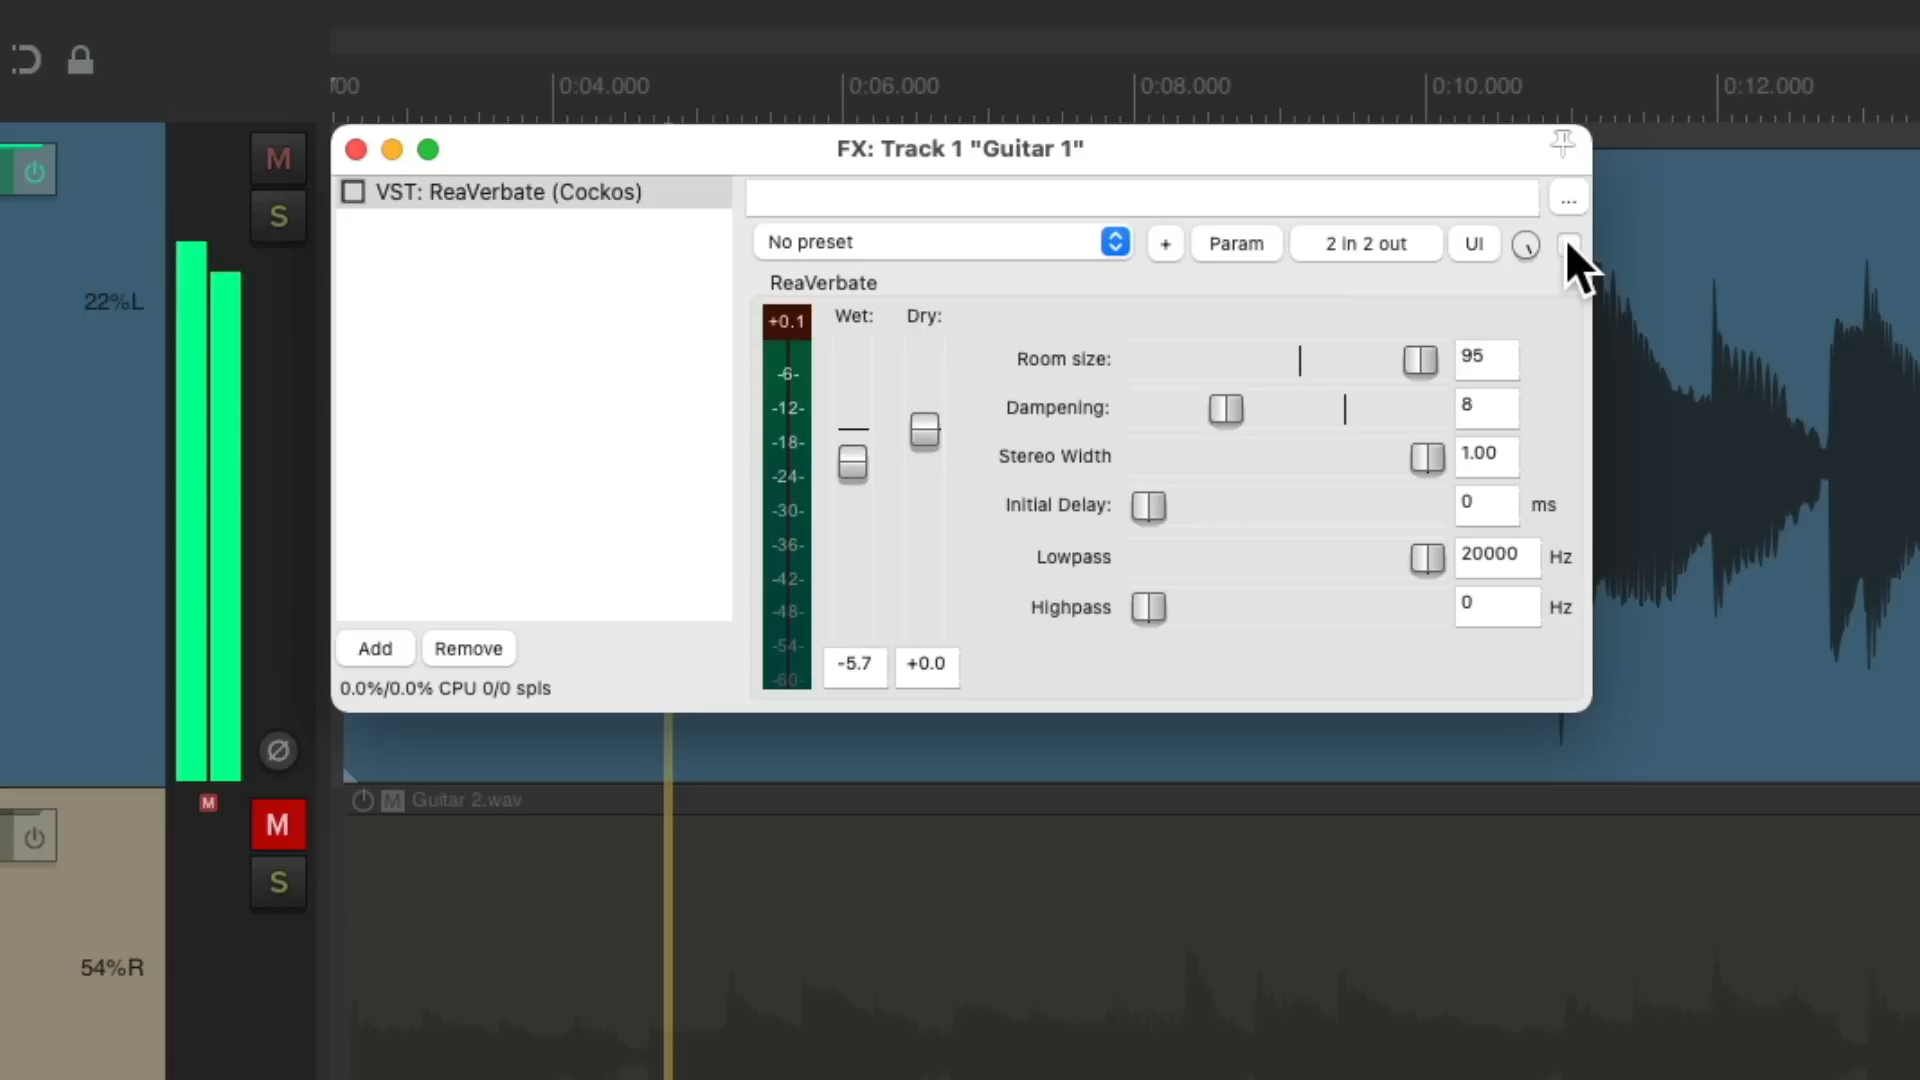 00
0:04.000
0:06.000
0:08.000
0:10.000
0:12.000
M
FX: Track 1 "Guitar 1"
VST: ReaVerbate (Cockos)
...
S
No preset
+
Param
2 in 2 out
UI
ReaVerbate
22%L
+0.1
Wet:
Dry:
Room size:
95
-6-
Dampening:
8
-12-
-18-
Stereo Width
1.00
-24-
Initial Delay:
0
ms
-30-
-36-
Lowpass
20000
Hz
-42-
Highpass
0
Hz
-48-
-54-
-60-
Add
Remove
-5.7
+0.0
0.0%/0.0% CPU 0/0 spls
Ø
M
M
M
Guitar 2.wav
S
54%R